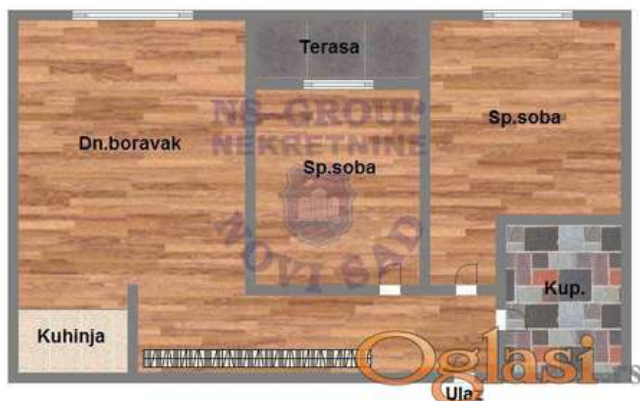 Terasa
Dn.boravak
Sp.soba
NS-GROUP
NEKRETNINE
Sp.soba
NOVI SAD
Kup.
Kuhinja
Oglasi
Ulaz